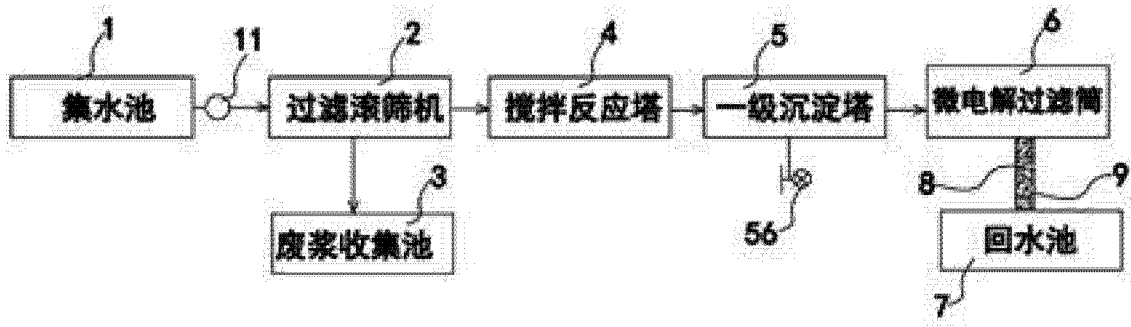 1
11
2
4
5
6
集水池
过滤滚筛机
搅拌反应塔
一级沉淀塔
微电解过滤筒
3
8
9
56
废浆收集池
回水池
7